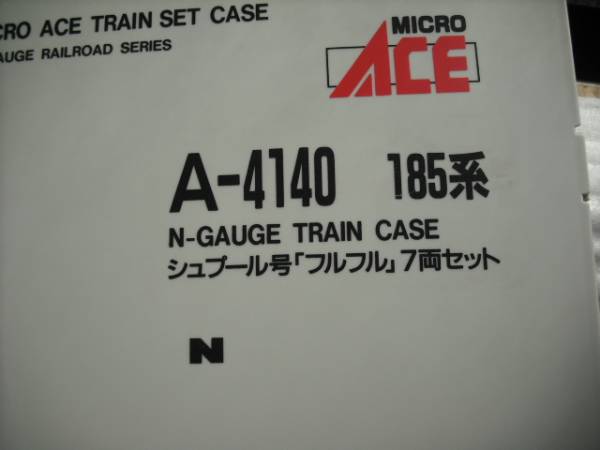 CRO ACE TRAIN SET CASE
AUGE RAILROAD SERIES
MICRO
ACE
A-4140 185系
N-GAUGE TRAIN CASE
シュプール号「フルフル」7両セット
N